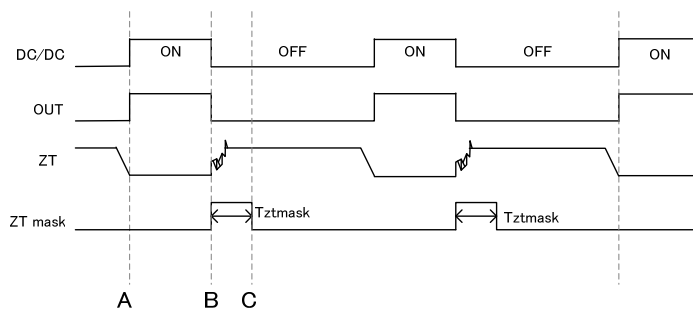 DC/DC
ON
OFF
ON
OFF
ON
OUT
ZT
ZT mask
Tztmask
Tztmask
A
B
C